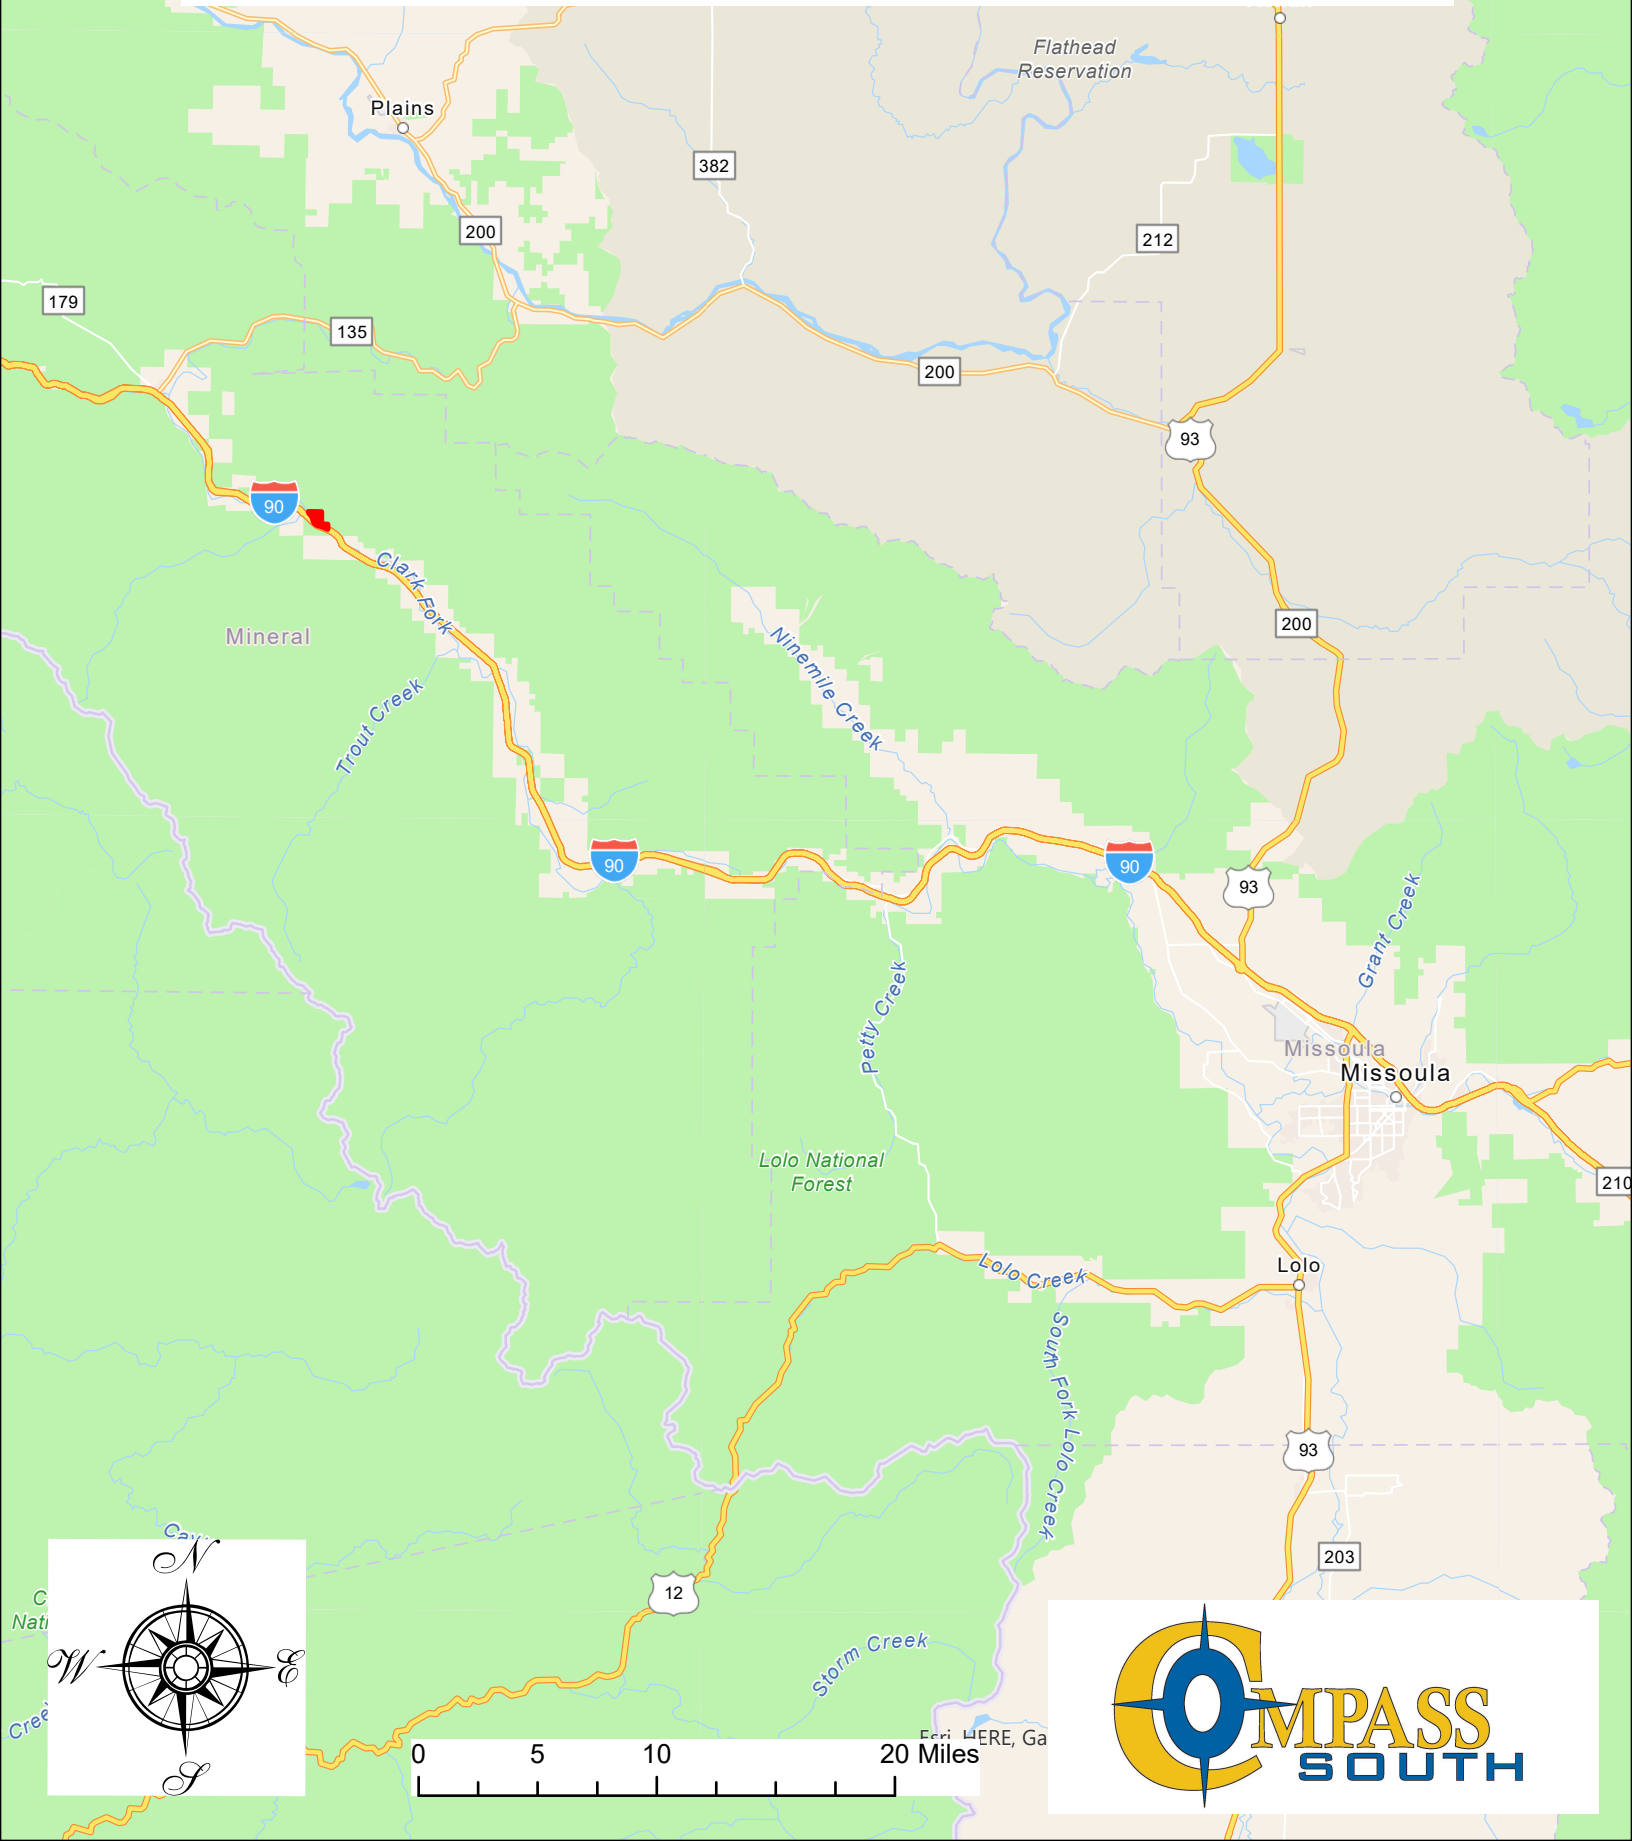 Flathead
Reservation
Plains
382
200
212
179
135
200
93
90
Clark Fork
200
Mineral
Ninemile Creek
Trout Creek
90
90
93
Grant Creek
Petty Creek
Missoula
Missoula
Lolo National
Forest
210
Lolo
Lolo Creek
South Fork Lolo Creek
93
N
203
12
W
E
Storm Creek
S
Esri, HERE, Ga
0 5 10 20 Miles
COMPASS
SOUTH